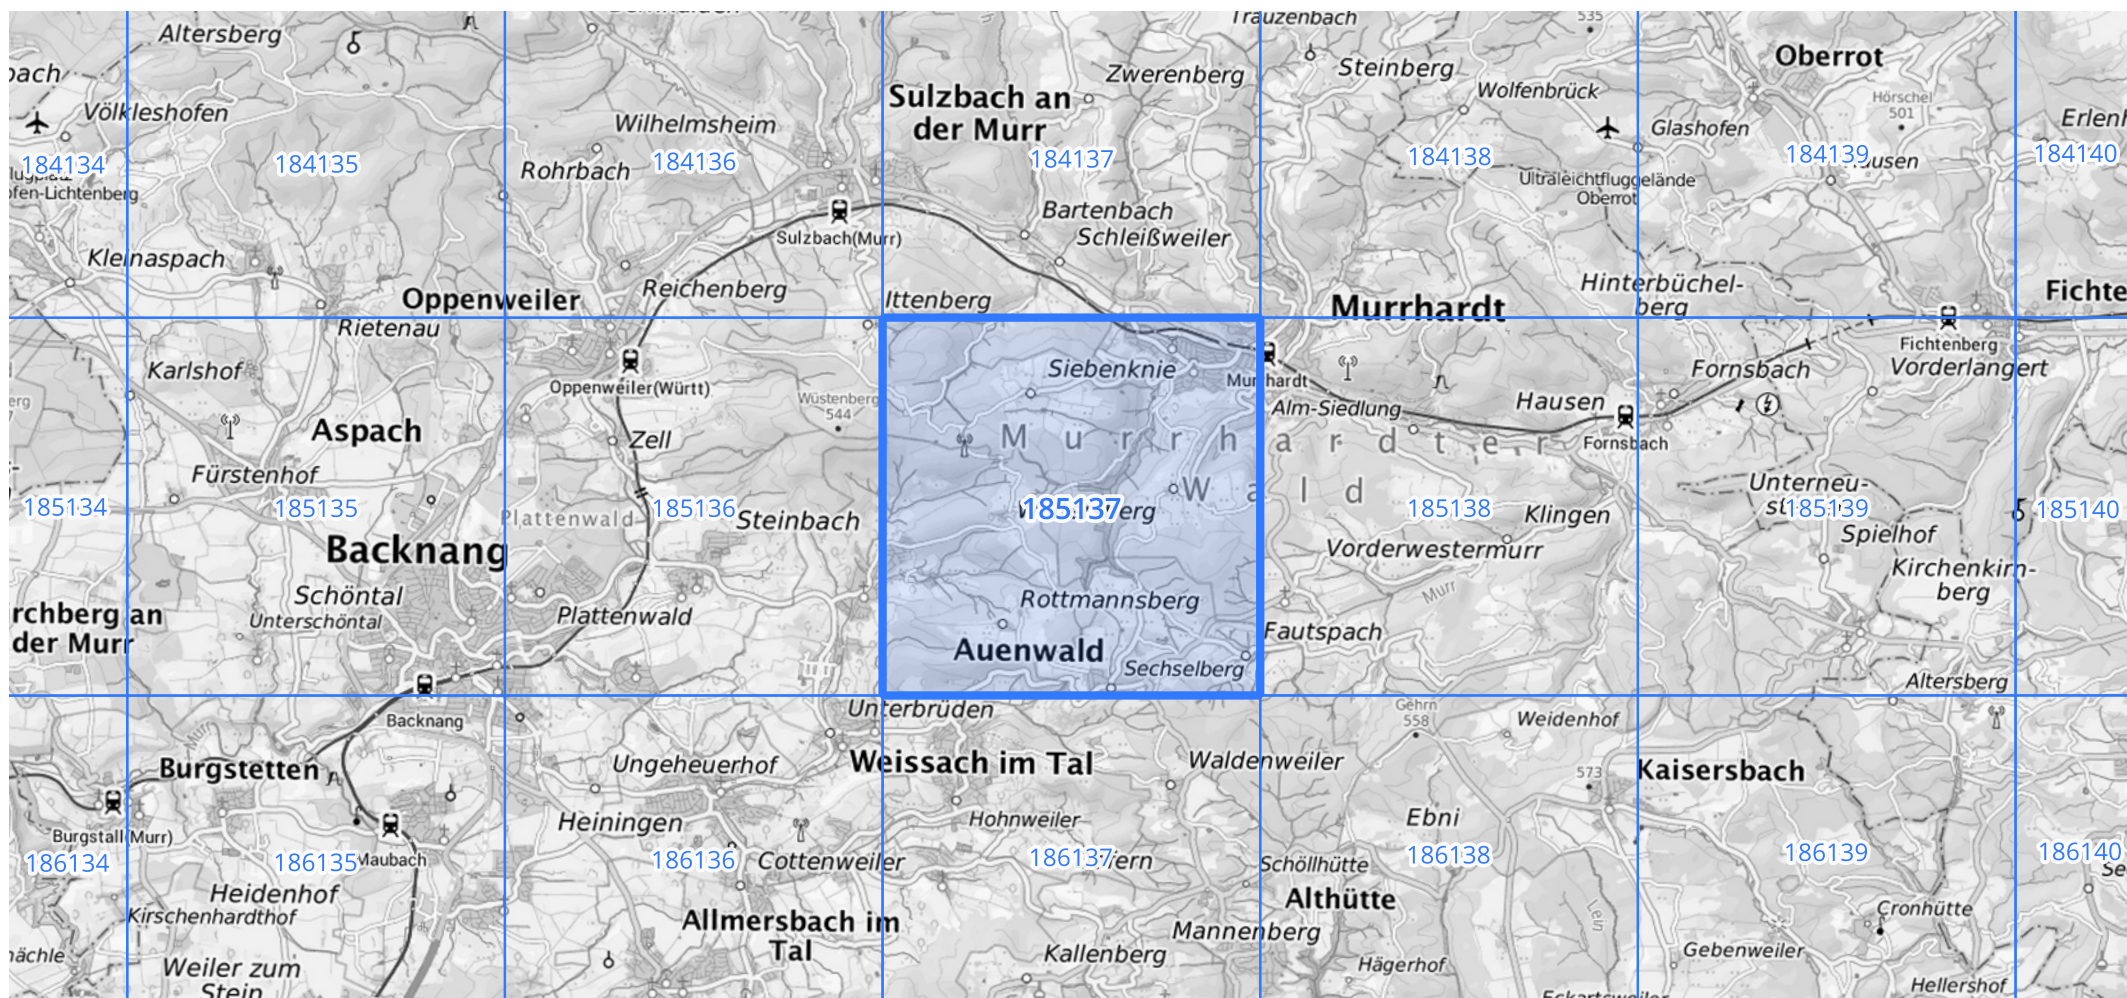 Altersberg
Trauzenbach
535
Oberrot
Zwerenberg
Steinberg
Wolfenbrück
Sulzbach an
der Murr
Hörschel
501
Völkleshofen
Wilhelmsheim
Glashofen
184134
184135
Rohrbach
184136
184137
184138
184139
184140
ofen-Lichtenberg
Ultraleichtfluggelände
Oberrot
Bartenbach
Schleißweiler
Sulzbach(Murr)
Kleinaspach
Reichenberg
Hinterbüchel-
berg
Oppenweiler
Ittenberg
Murrhardt
Fichte
Rietenau
Fichtenberg
Karlshof
Siebenknie
Fornsbach
Vorderlangert
Oppenweiler(Württ)
Murrhardt
Wüstenberg
544
Alm-Siedlung
Hausen
Aspach
Zell
Murrhardter
Wald
Fornsbach
Fürstenhof
Unterneu-
185134
185135
Plattenwald
185136
Steinbach
185137
185138
Klingen
185139
185140
Spielhof
Backnang
Vorderwestermurr
Kirchenkirn-
berg
Schöntal
Unterschöntal
Plattenwald
Rottmannsberg
Murr
rchberg an
der Murr
Fautspach
Auenwald
Sechselberg
Altersberg
Backnang
Unterbrüden
Gehrn
558
Weidenhof
Murr
Burgstetten
Ungeheuerhof
Weissach im Tal
Waldenweiler
573
Kaisersbach
Burgstall(Murr)
Heiningen
Hohnweiler
Ebni
186134
186135
Maubach
186136
Cottenweiler
186137
Schöllhütte
186138
186139
186140
Heidenhof
Kirschenhardthof
Allmersbach im
Tal
Althütte
Cronhütte
Mannenberg
Kallenberg
Hägerhof
Gebenweiler
Weiler zum
Stein
Hellershof